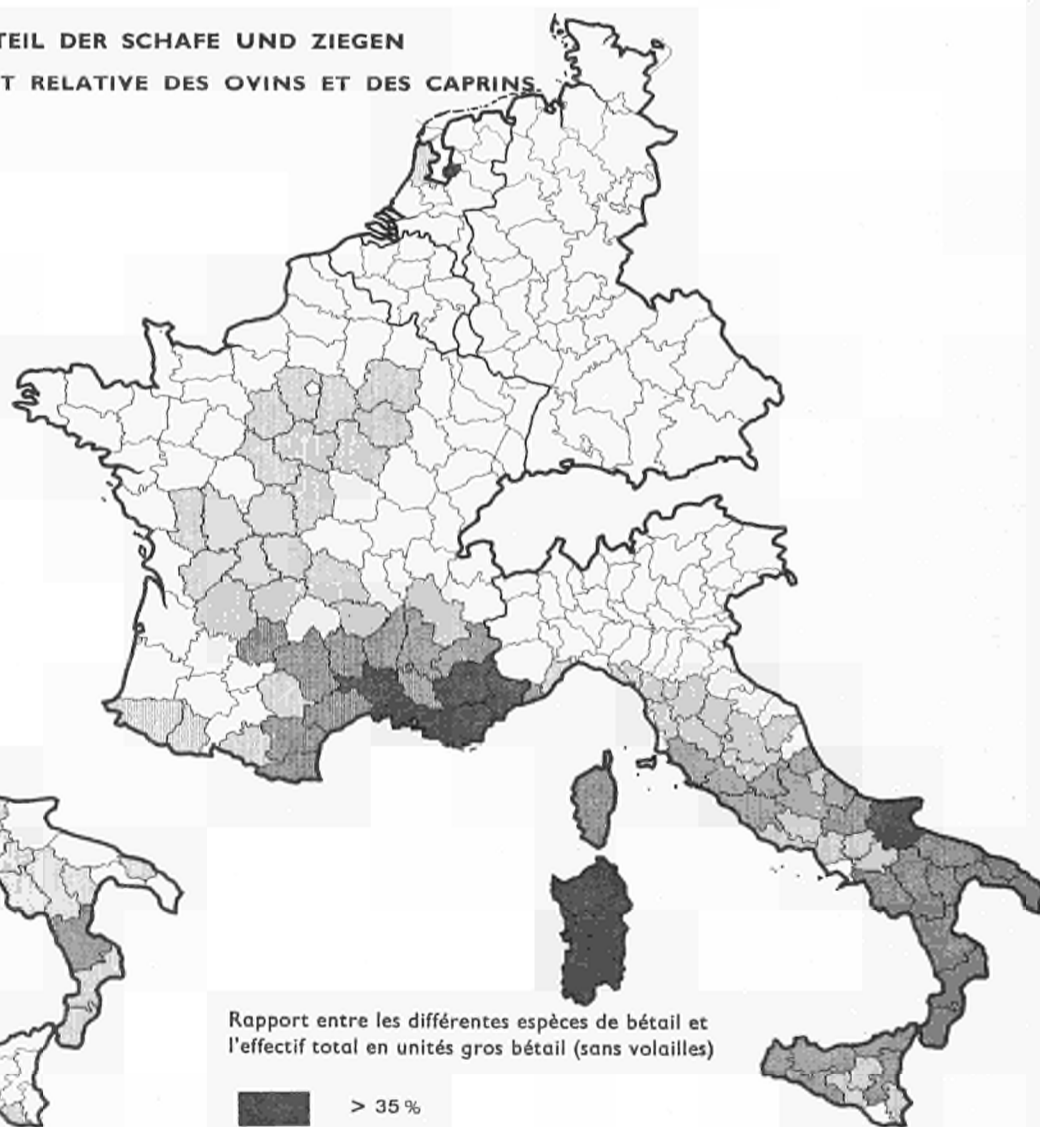 TEIL DER SCHAFE UND ZIEGEN
T RELATIVE DES OVINS ET DES CAPRINS
Rapport entre les différentes espèces de bétail et
l'effectif total en unités gros bétail (sans volailles)
> 35 %